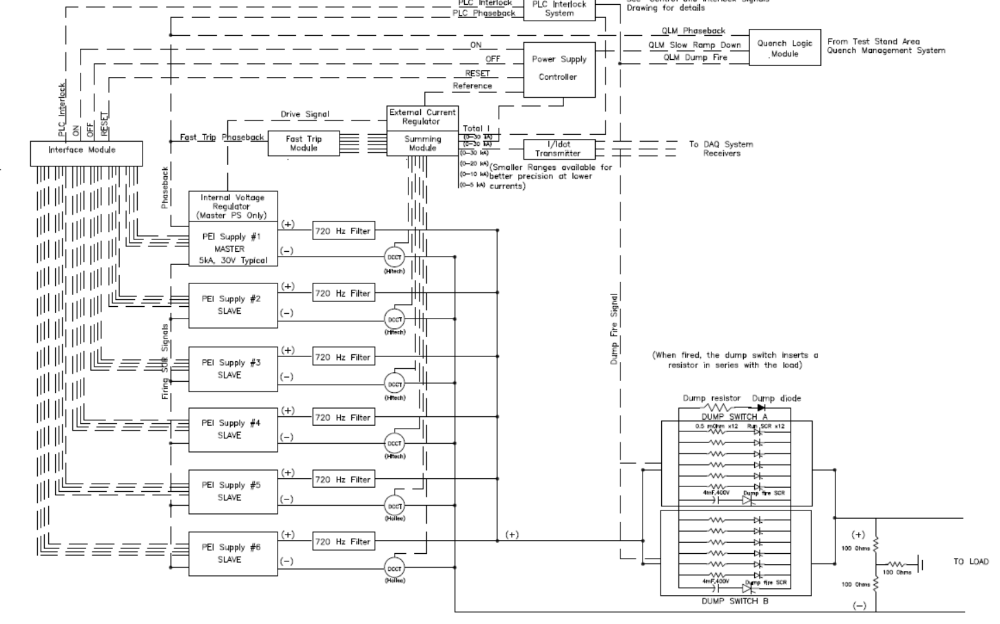 PLC Interlock
PLC Phaseback
PLC Interlock
System
Drawing for details
QLM Phaseback
QLM Slow Ramp Down
QLM Dump Fire
Quench Logic
Module
From Test Stand Area
Quench Management System
ON
OFF
RESET
Reference
Power Supply
Controller
PLC Interlock
ON
OFF
RESET
Interface Module
Drive Signal
Fast Trip Phaseback
Fast Trip
Module
External Current
Regulator
Summing
Module
Total I
(0-30 kA)
(0-30 kA)
(0-30 kA)
(0-20 kA)
(0-10 kA)
(0-5 kA)
(Smaller Ranges available for
better precision at lower
currents)
I/Idot
Transmitter
To DAQ System
Receivers
Phaseback
Internal Voltage
Regulator
(Master PS Only)
PEI Supply #1
MASTER
5kA, 30V Typical
(+)
720 Hz Filter
(-)
DCCT
(Hitech)
PEI Supply #2
SLAVE
(+)
720 Hz Filter
(-)
DCCT
(Hitech)
Firing SCR Signals
PEI Supply #3
SLAVE
(+)
720 Hz Filter
(-)
DCCT
(Hitech)
PEI Supply #4
SLAVE
(+)
720 Hz Filter
(-)
DCCT
(Hitech)
PEI Supply #5
SLAVE
(+)
720 Hz Filter
(-)
DCCT
(Holec)
PEI Supply #6
SLAVE
(+)
720 Hz Filter
(-)
DCCT
(Holec)
(+)
Dump Fire Signal
(When fired, the dump switch inserts a
resistor in series with the load)
Dump resistor
Dump diode
DUMP SWITCH A
0.5 mOhm x12
Run SCR x12
4mF,400V
Dump fire SCR
4mF,400V
Dump fire SCR
DUMP SWITCH B
(+)
100 Ohms
100 Ohms
100 Ohms
(-)
TO LOAD